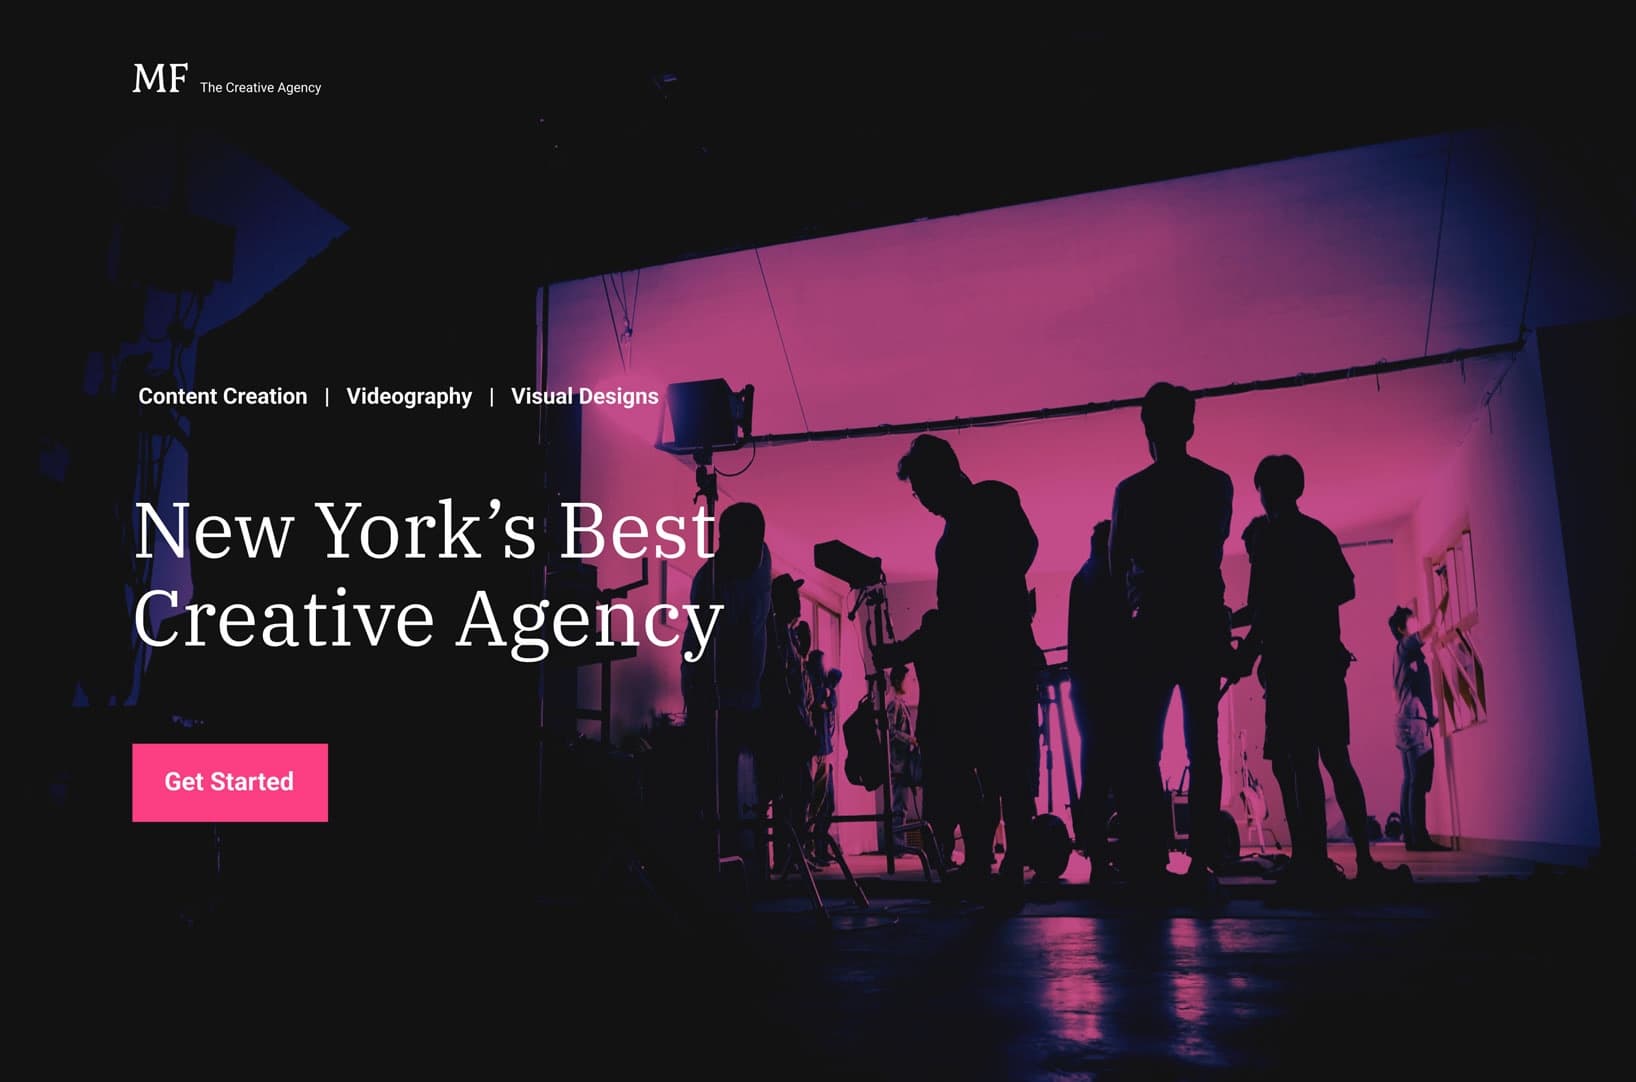 MF The Creative Agency
Content Creation | Videography | Visual Designs
New York’s Best
Creative Agency
Get Started